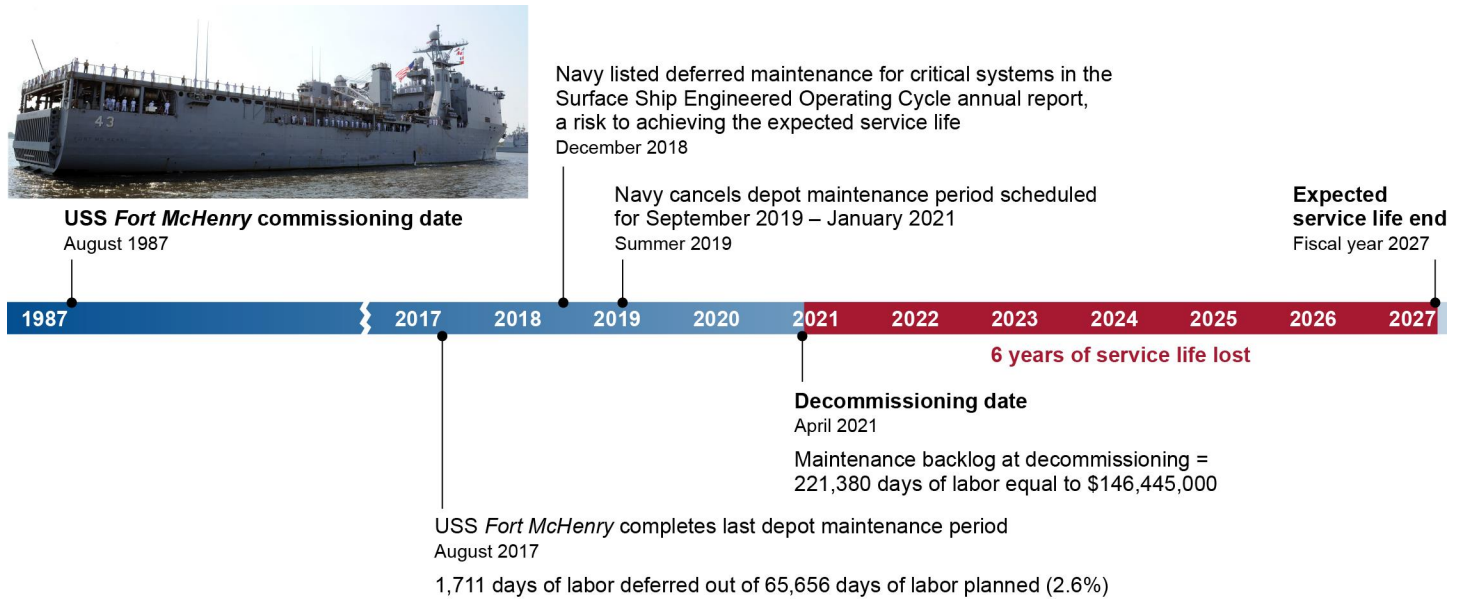 43
Navy listed deferred maintenance for critical systems in the
Surface Ship Engineered Operating Cycle annual report,
a risk to achieving the expected service life
December 2018
USS Fort McHenry commissioning date
August 1987
Navy cancels depot maintenance period scheduled
for September 2019 – January 2021
Summer 2019
Expected
service life end
Fiscal year 2027
1987 2017 2018 2019 2020 2021 2022 2023 2024 2025 2026 2027
6 years of service life lost
Decommissioning date
April 2021
Maintenance backlog at decommissioning =
221,380 days of labor equal to $146,445,000
USS Fort McHenry completes last depot maintenance period
August 2017
1,711 days of labor deferred out of 65,656 days of labor planned (2.6%)